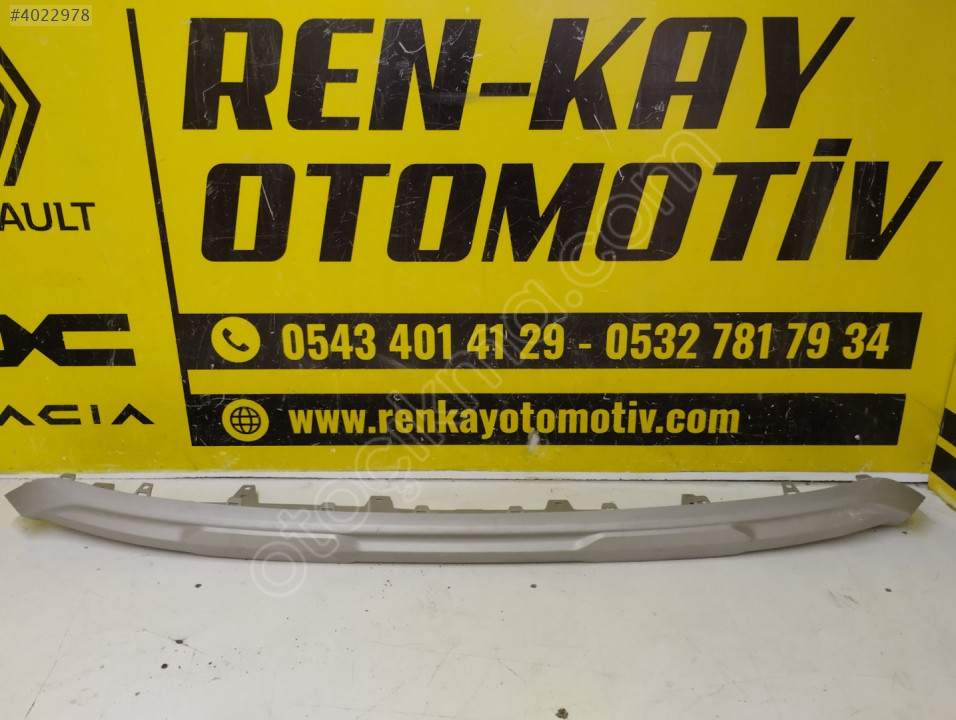 #4022978
REN-KAY
OTOMOTİV
AULT
ACIA
0543 401 41 29 - 0532 781 79 34
www.renkayotomotiv.com
otoçıkma.com